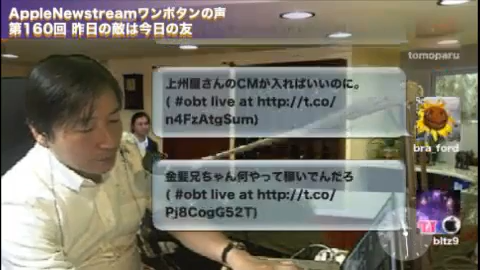 AppleNewstreamワンボタンの声
第160回 昨日の敵は今日の友
tomoparu
上州屋さんのCMが入ればいいのに。
( #obt live at http://t.co/
n4FzAtgSum)
bra_ford
金髪兄ちゃん何やって稼いでんだろ
( #obt live at http://t.co/
Pj8CogG52T)
bltz9